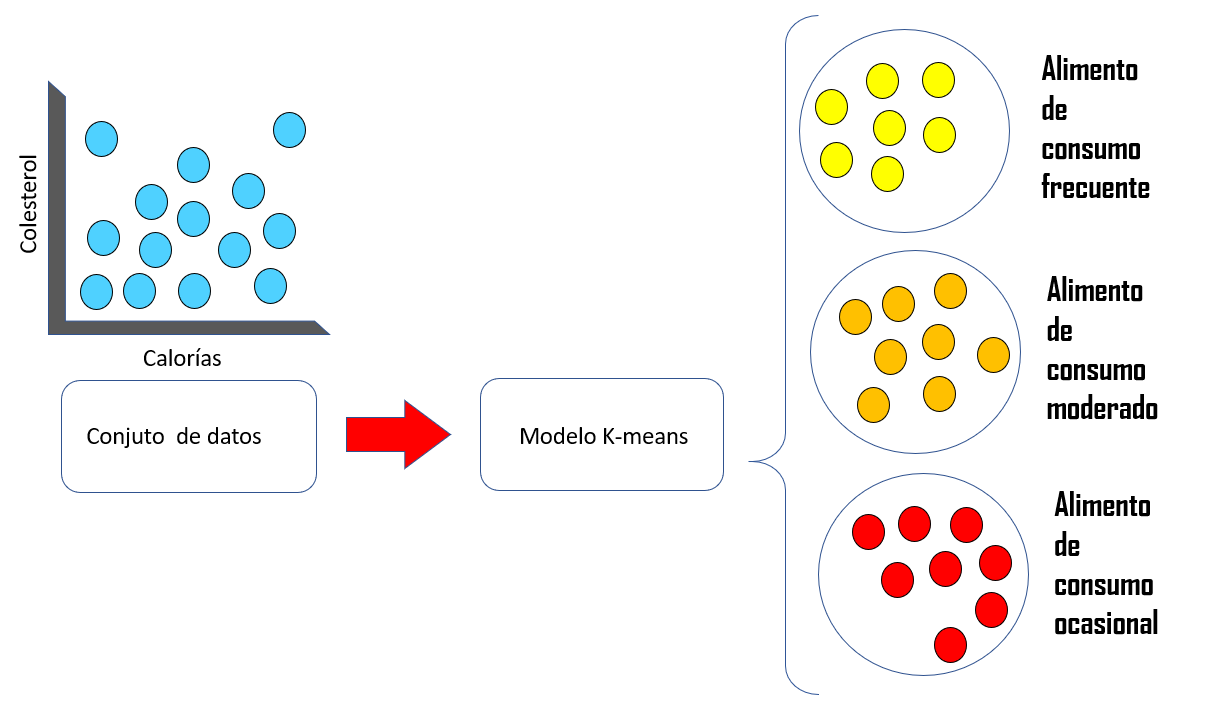 Colesterol
Calorías
Conjuto de datos
Modelo K-means
Alimento
de
consumo
frecuente
Alimento
de
consumo
moderado
Alimento
de
consumo
ocasional